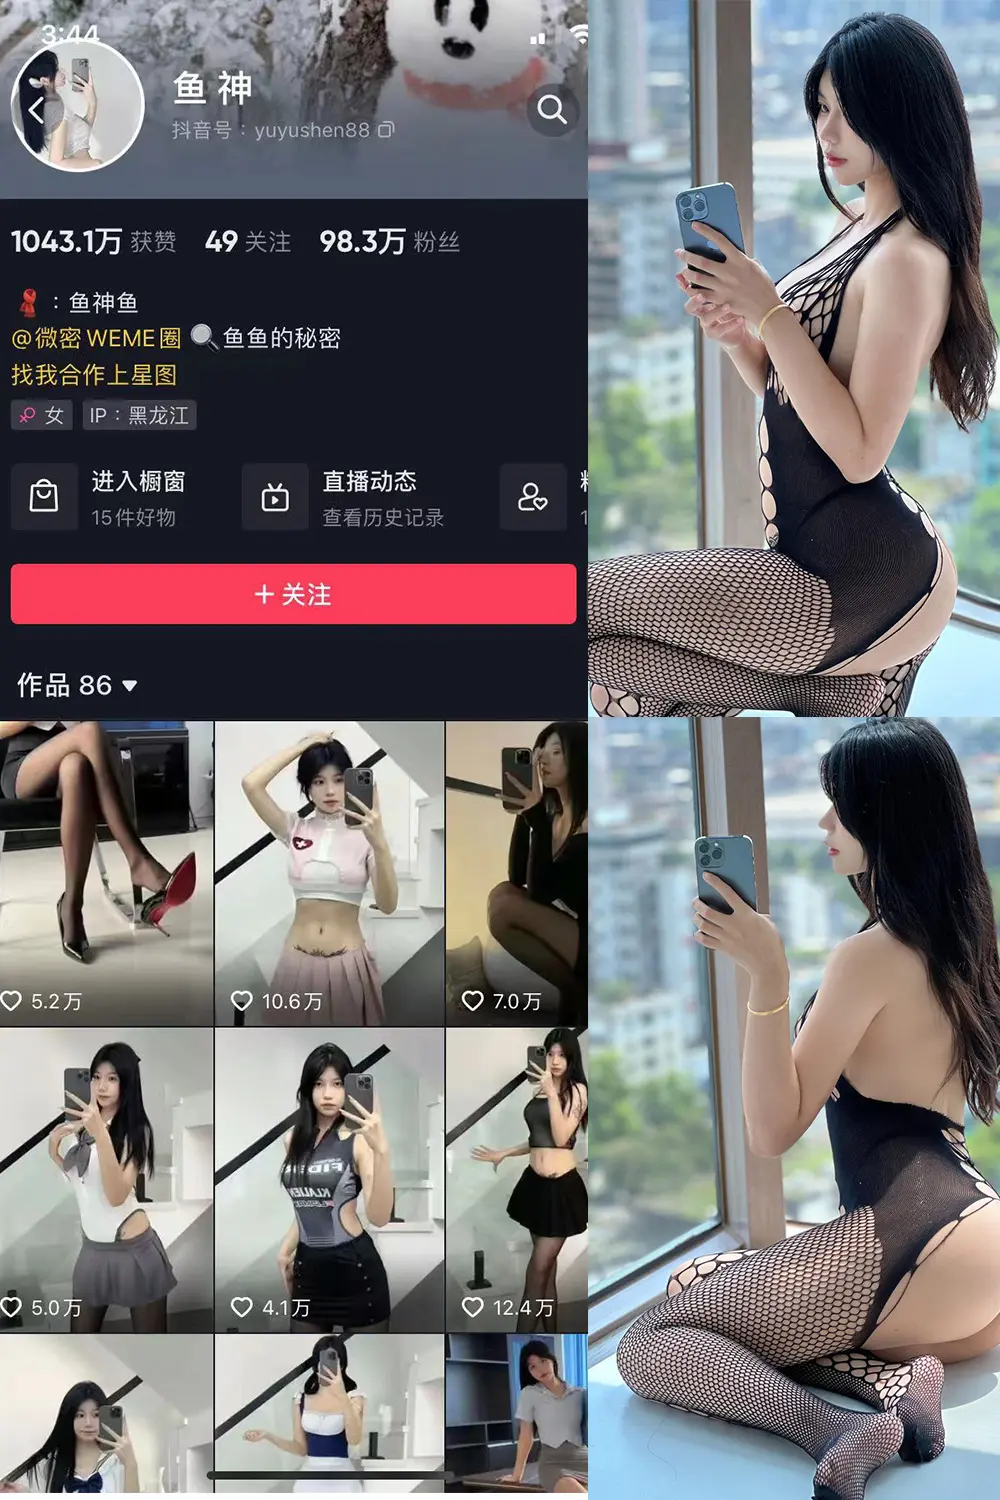 3:44
鱼 神
抖音号：yuyushen88
1043.1万 获赞 49 关注 98.3万 粉丝
：鱼神鱼
@微密WEME圈 🔍鱼鱼的秘密
找我合作上星图
女 IP：黑龙江
进入橱窗
15件好物
直播动态
查看历史记录
+ 关注
作品 86
5.2万
10.6万
7.0万
5.0万
4.1万
12.4万